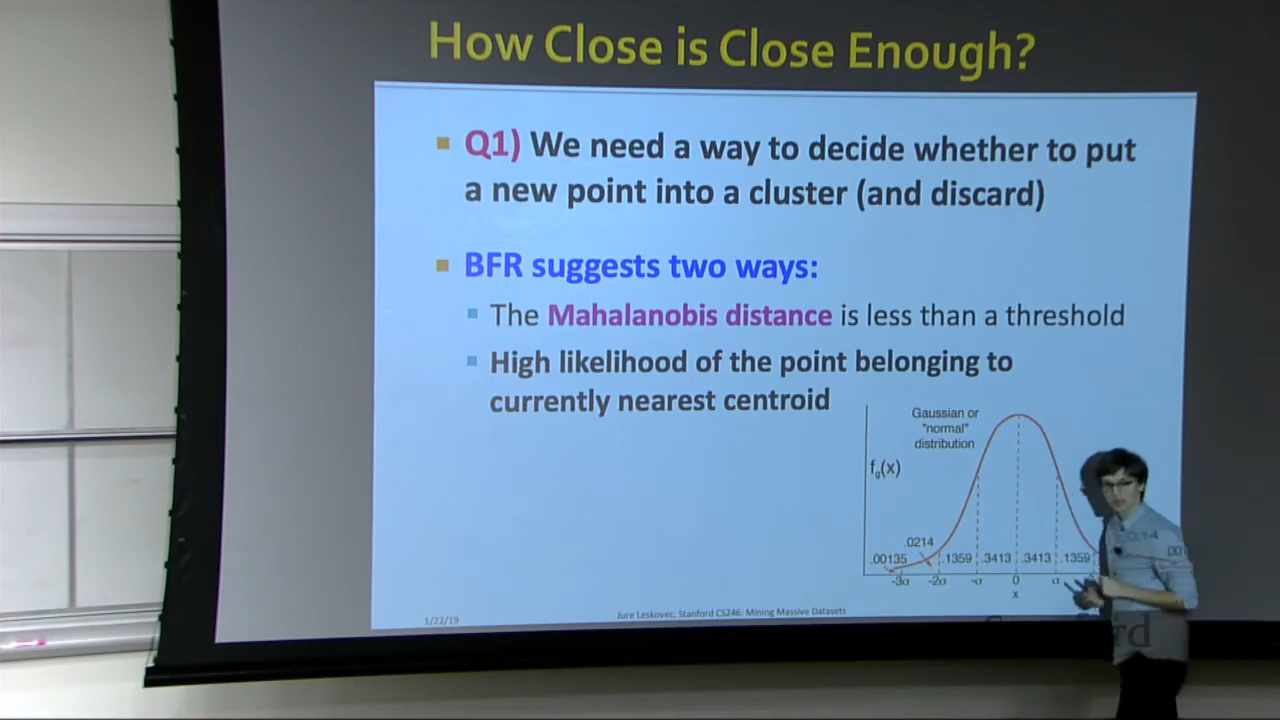 How Close is Close Enough?
Q1) We need a way to decide whether to put
a new point into a cluster (and discard)
BFR suggests two ways:
The Mahalanobis distance is less than a threshold
High likelihood of the point belonging to
currently nearest centroid
Gaussian or
"normal"
distribution
fg(x)
.0214
.00135 .1359 .3413 .3413 .1359
-3σ -2σ -σ 0 σ
x
1/22/19 Jure Leskovec, Stanford CS246: Mining Massive Datasets